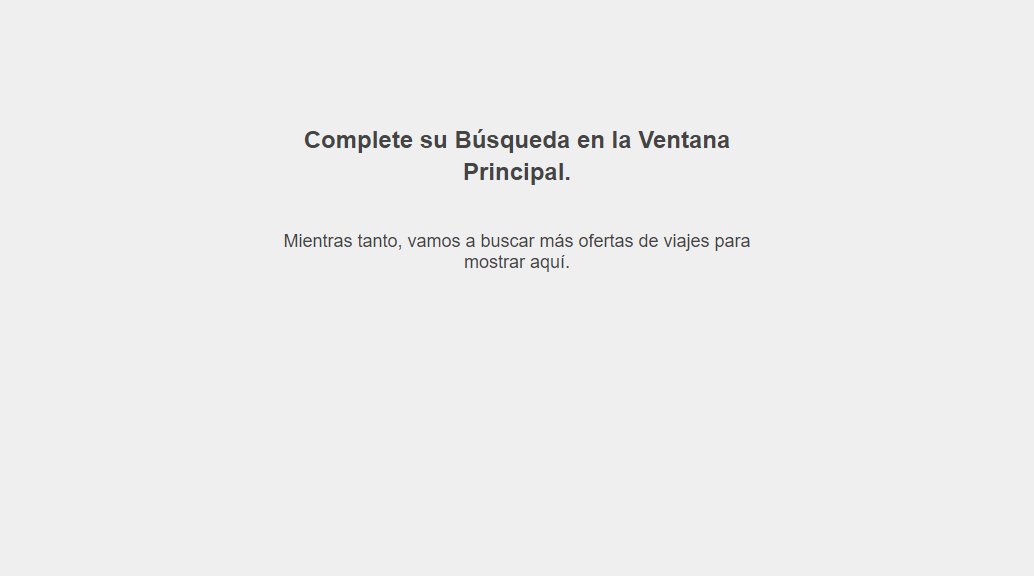 Complete su Búsqueda en la Ventana
Principal.
Mientras tanto, vamos a buscar más ofertas de viajes para
mostrar aquí.